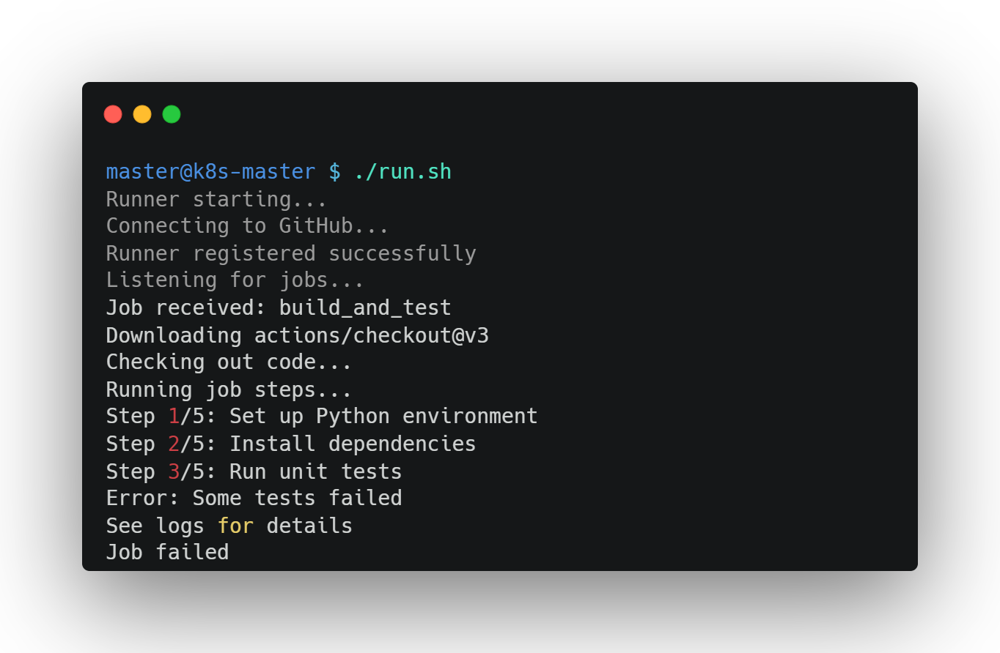 master@k8s-master $ ./run.sh
Runner starting...
Connecting to GitHub...
Runner registered successfully
Listening for jobs...
Job received: build_and_test
Downloading actions/checkout@v3
Checking out code...
Running job steps...
Step 1/5: Set up Python environment
Step 2/5: Install dependencies
Step 3/5: Run unit tests
Error: Some tests failed
See logs for details
Job failed